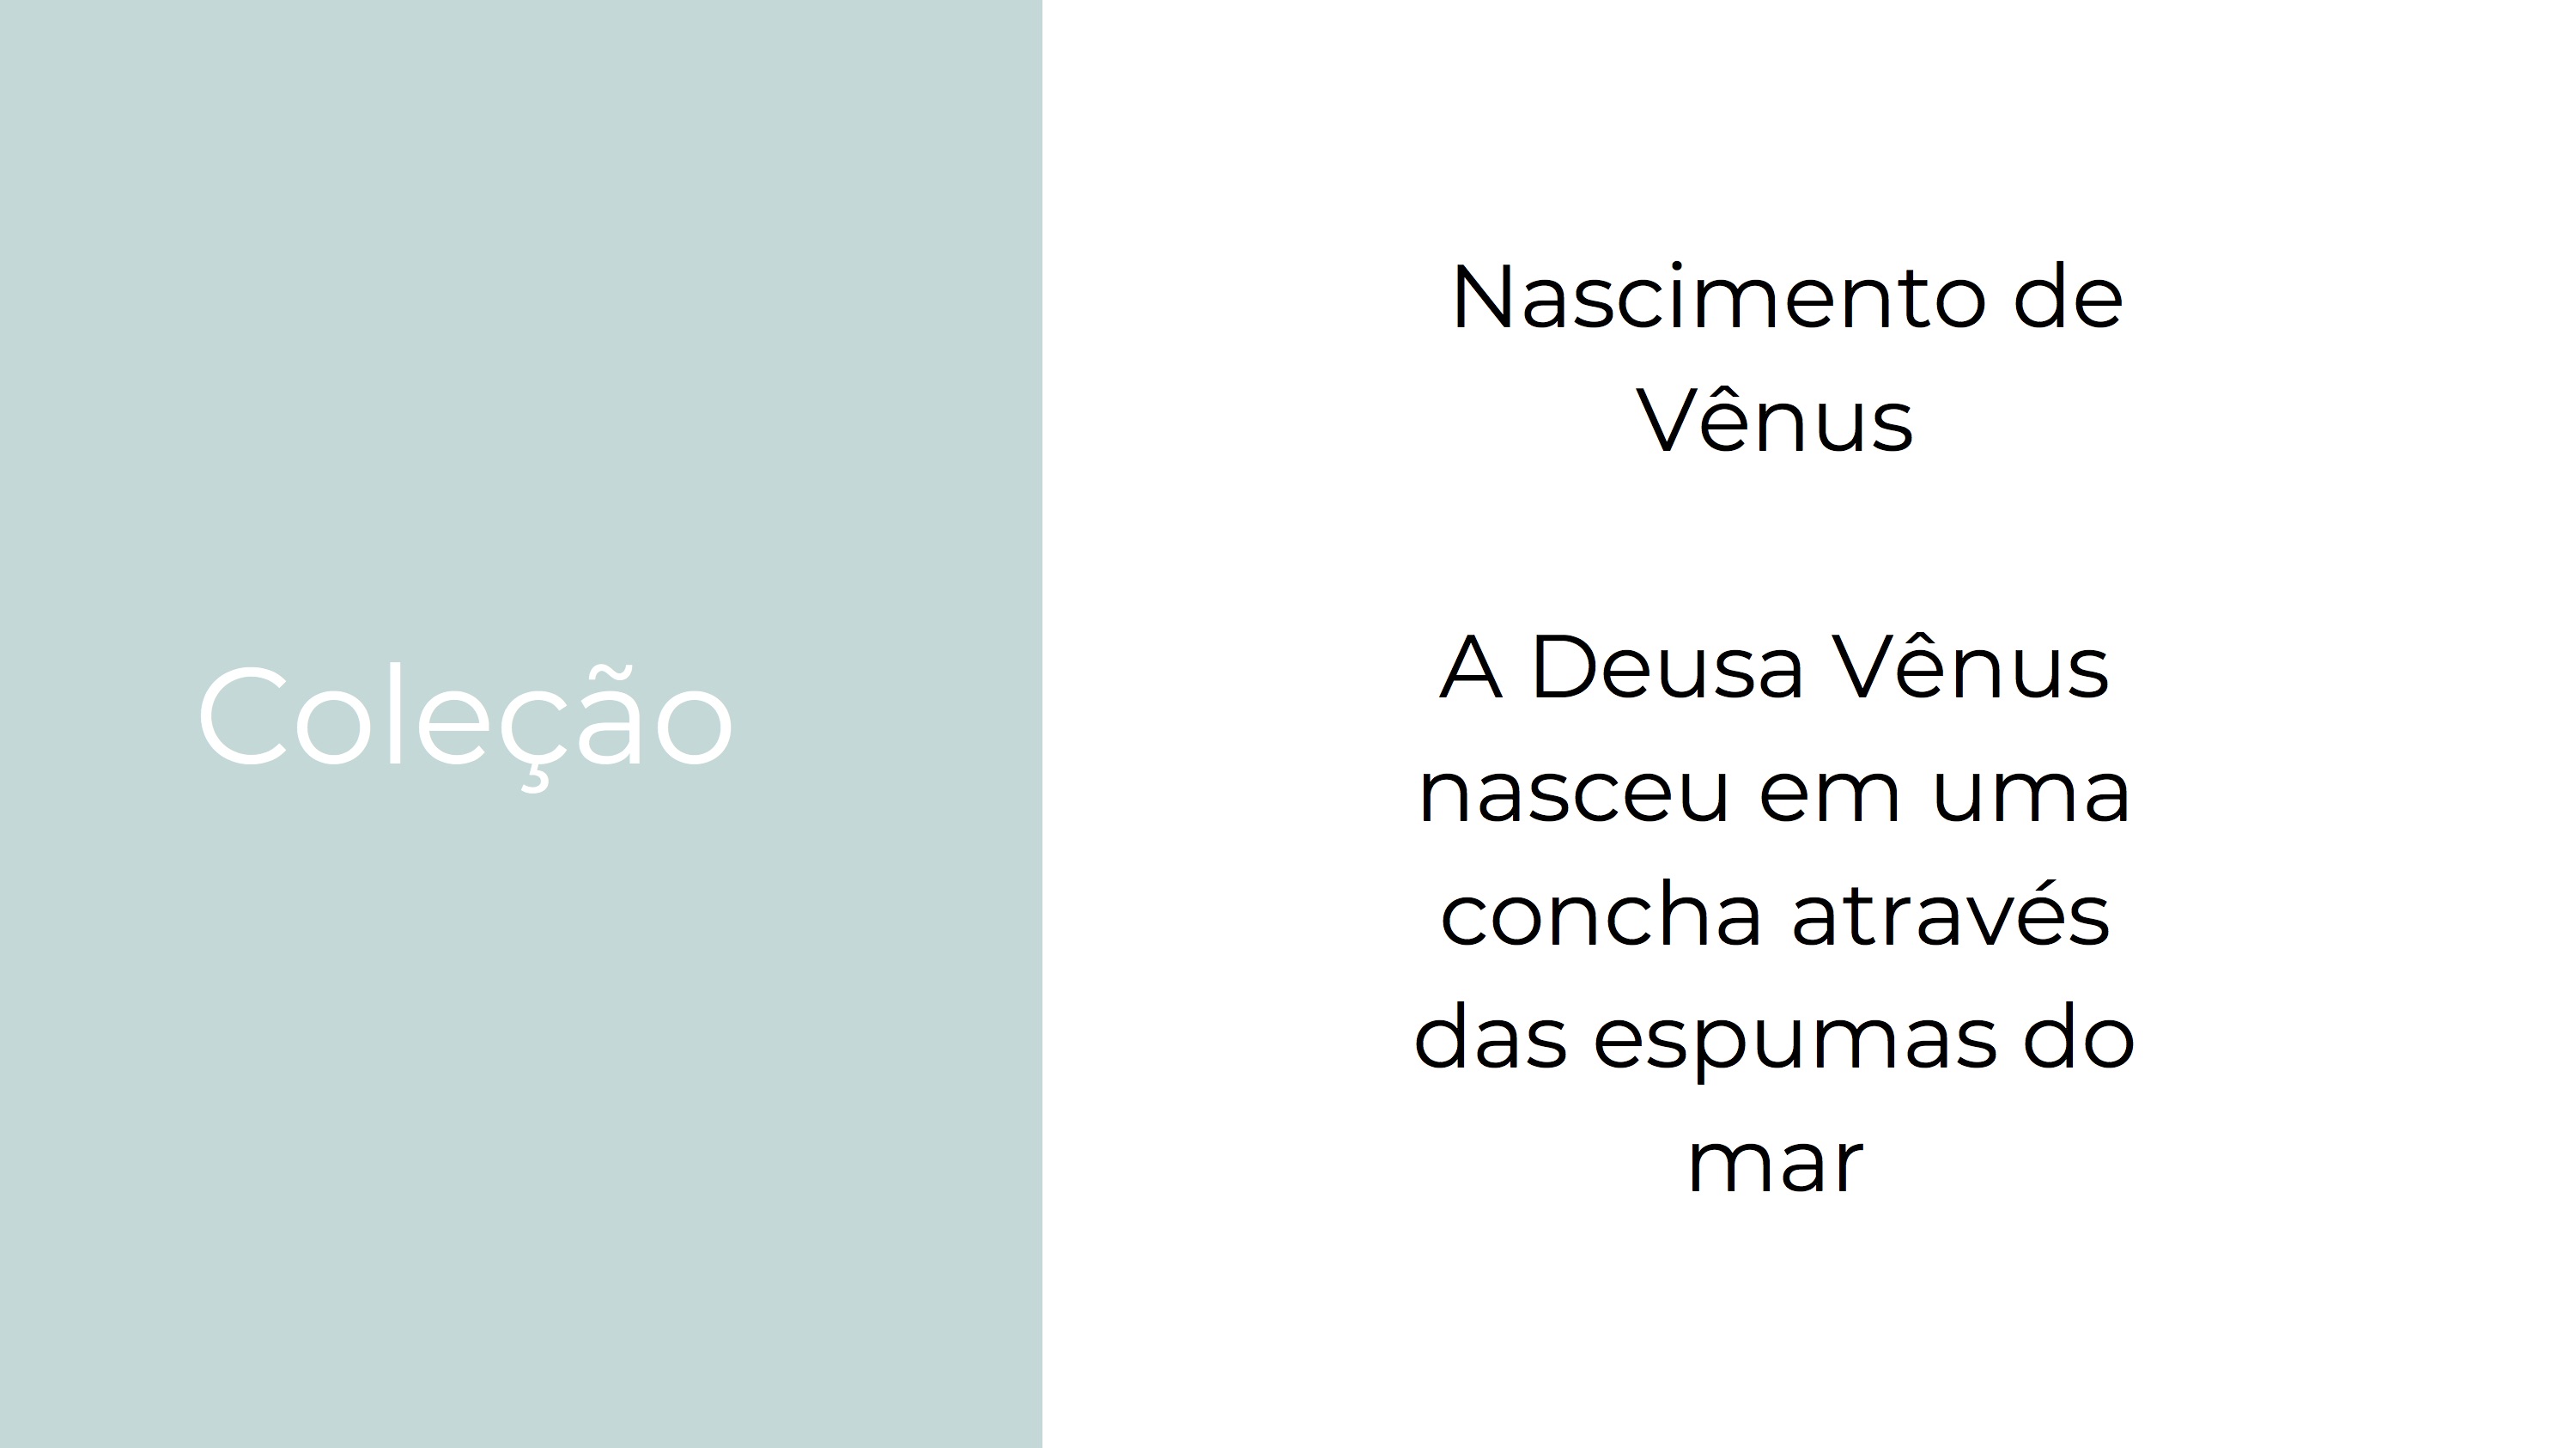 Coleção
Nascimento de
Vênus
A Deusa Vênus
nasceu em uma
concha através
das espumas do
mar